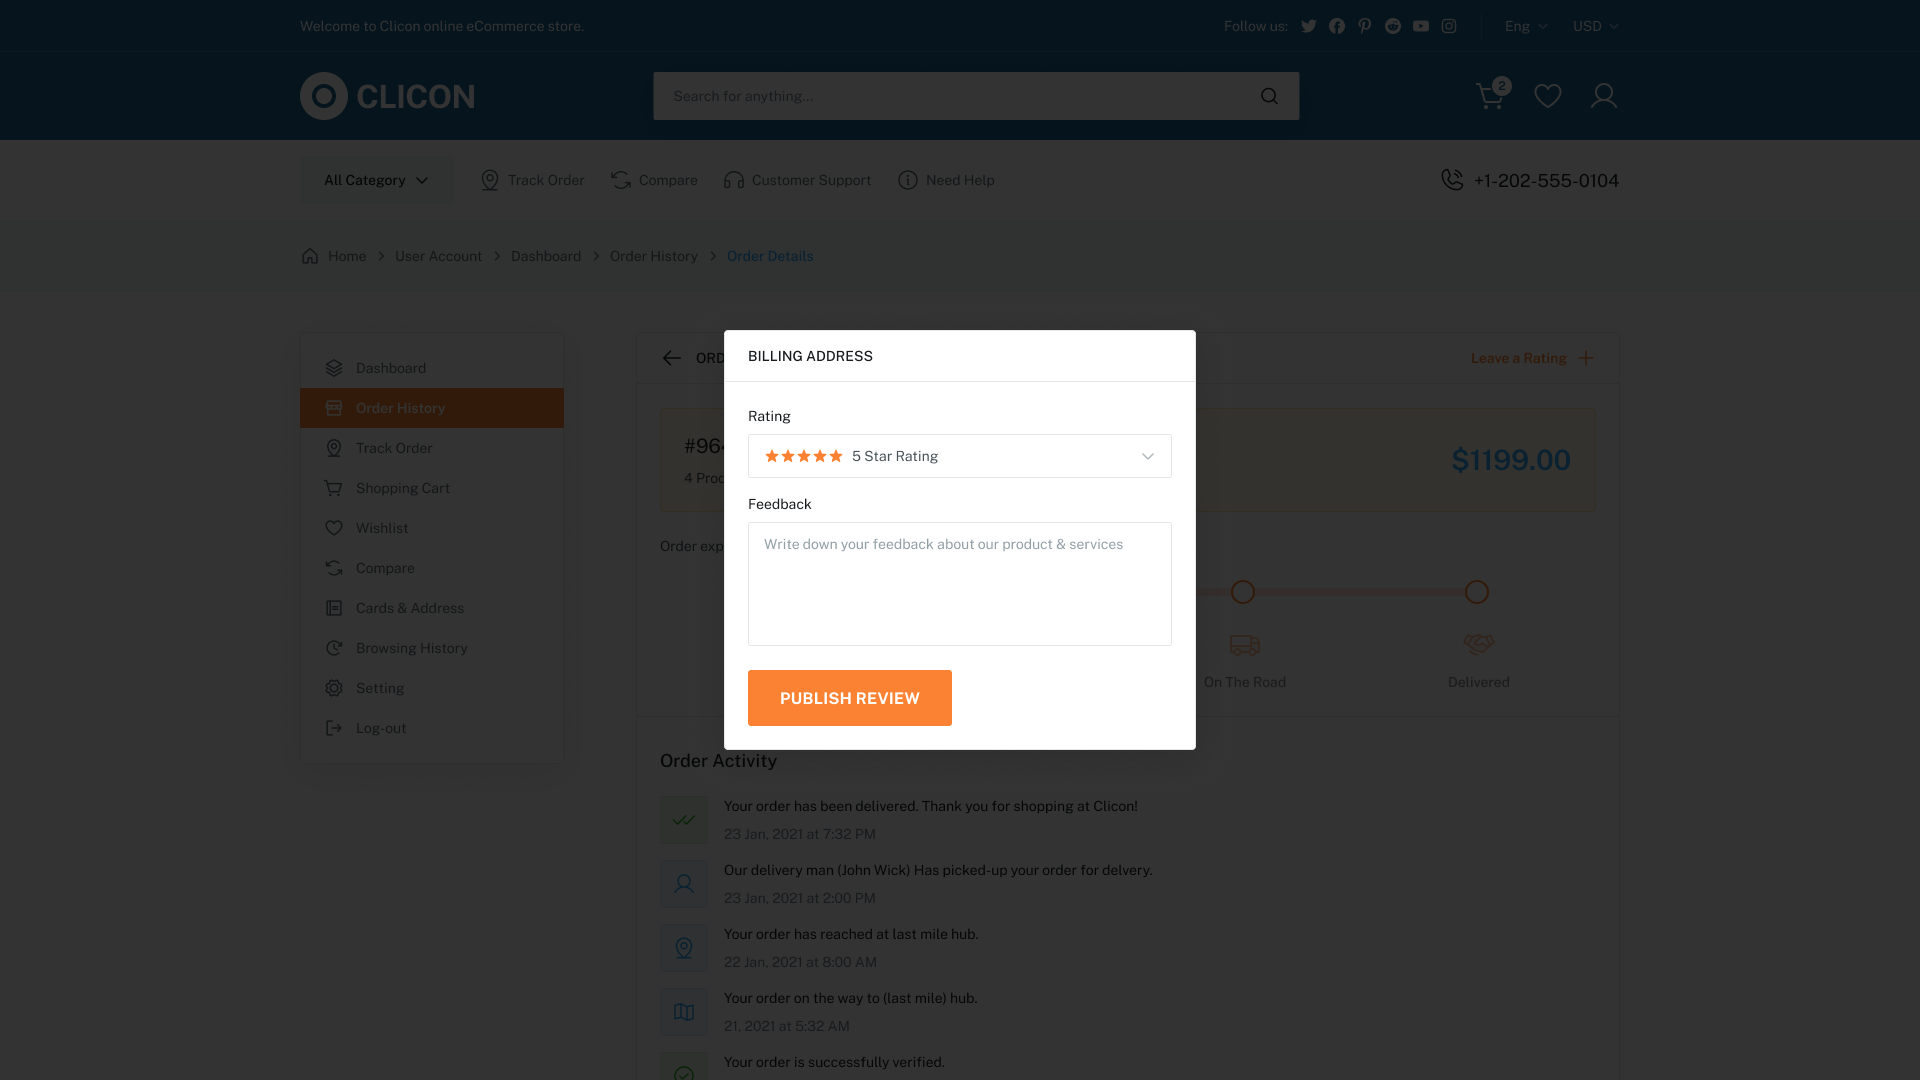 Welcome to Clicon online eCommerce store.
Follow us:
Eng
USD
CLICON
Search for anything...
2
All Category
Track Order
Compare
Customer Support
Need Help
+1-202-555-0104
Home
User Account
Dashboard
Order History
Order Details
Dashboard
Order History
Track Order
Shopping Cart
Wishlist
Compare
Cards & Address
Browsing History
Setting
Log-out
ORD
Leave a Rating
#964
4 Prod
$1199.00
Order exp
On The Road
Delivered
BILLING ADDRESS
Rating
5 Star Rating
Feedback
Write down your feedback about our product & services
PUBLISH REVIEW
Order Activity
Your order has been delivered. Thank you for shopping at Clicon!
23 Jan, 2021 at 7:32 PM
Our delivery man (John Wick) Has picked-up your order for delvery.
23 Jan, 2021 at 2:00 PM
Your order has reached at last mile hub.
22 Jan, 2021 at 8:00 AM
Your order on the way to (last mile) hub.
21, 2021 at 5:32 AM
Your order is successfully verified.